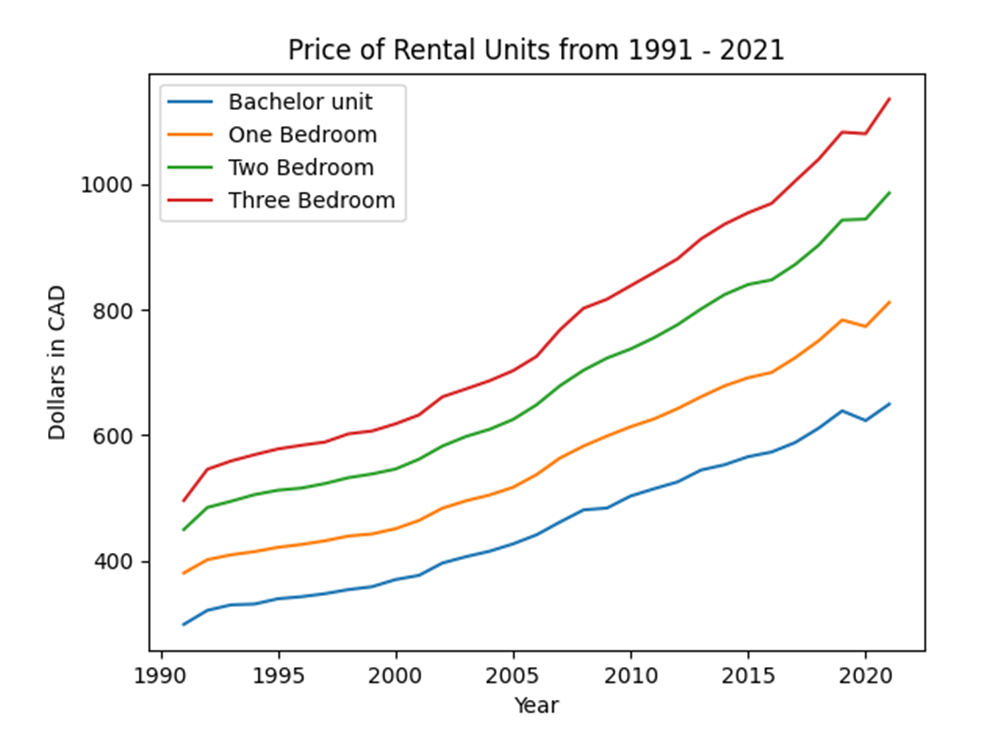 Price of Rental Units from 1991 - 2021
Bachelor unit
One Bedroom
Two Bedroom
Three Bedroom
1000
800
600
400
Dollars in CAD
1990 1995 2000 2005 2010 2015 2020
Year